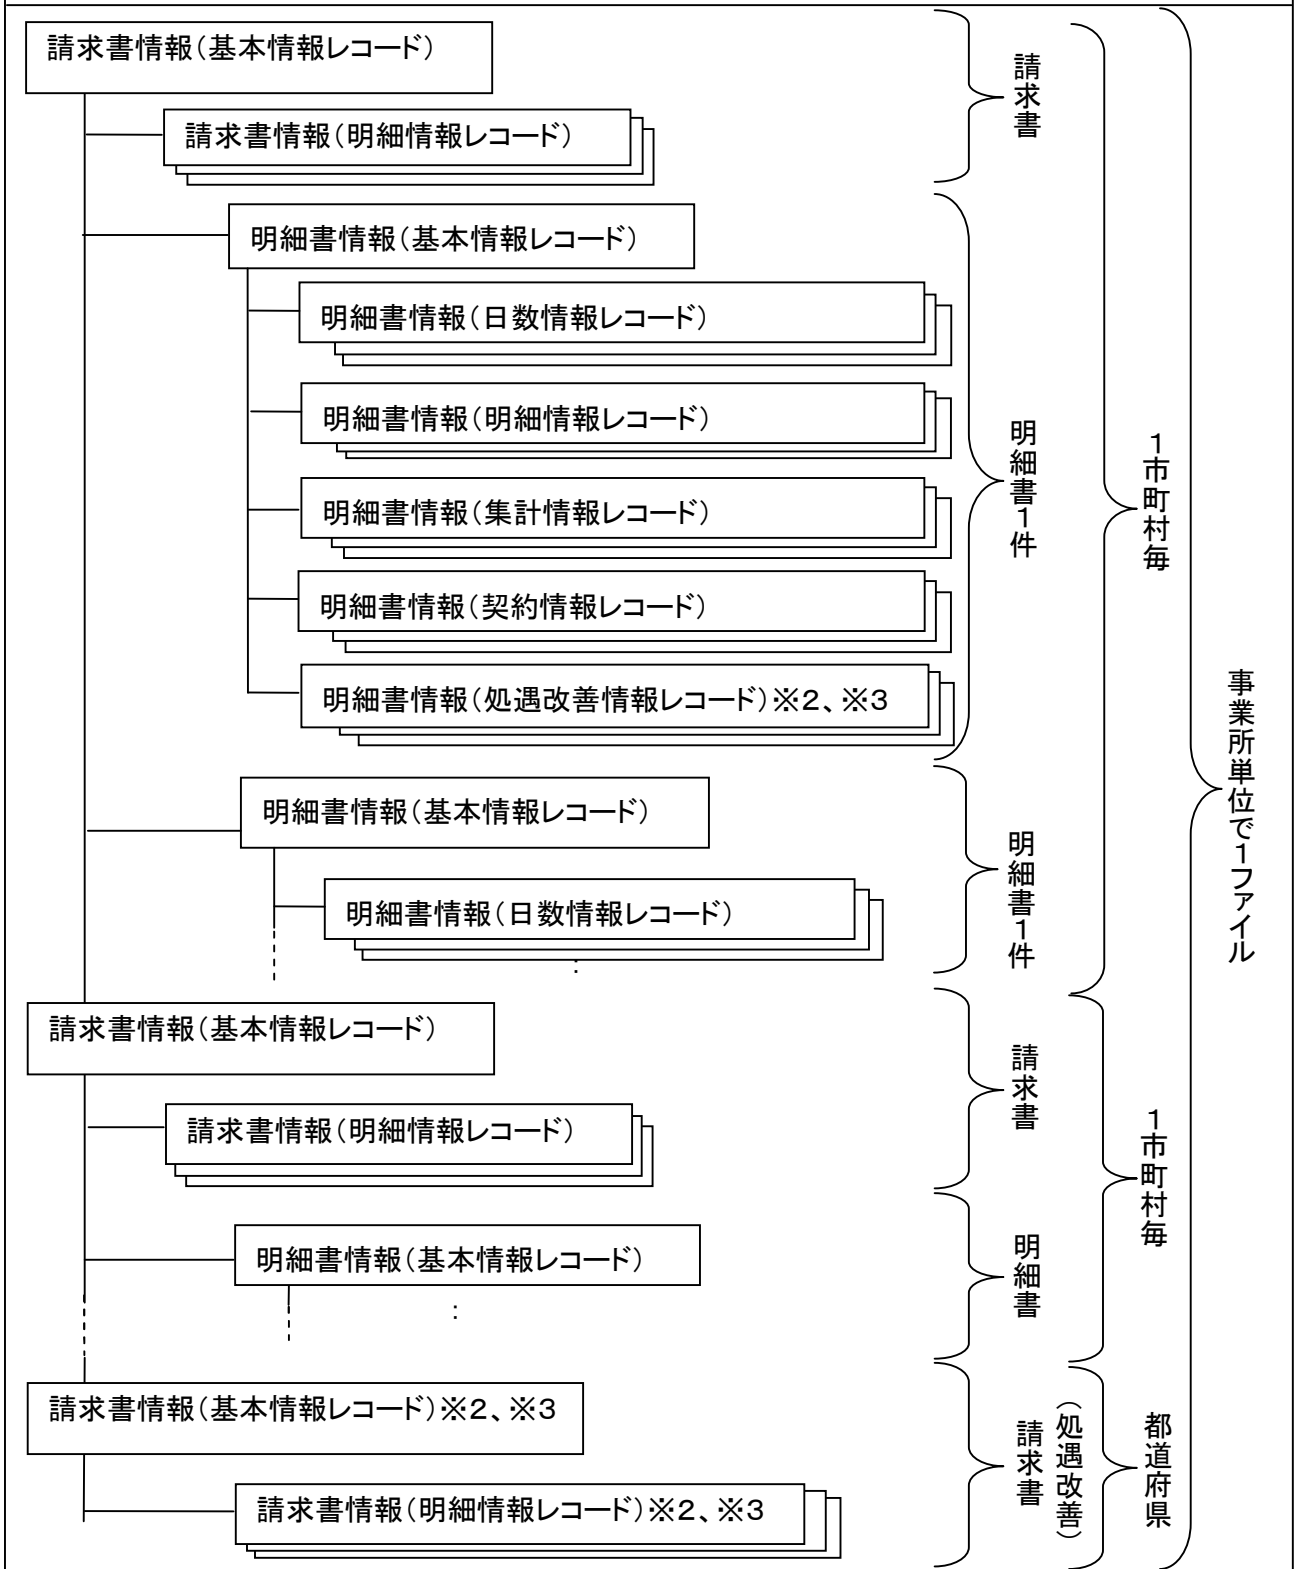 請求書情報（基本情報レコード）
請求書情報（明細情報レコード）
請求書
明細書情報（基本情報レコード）
明細書情報（日数情報レコード）
明細書情報（明細情報レコード）
明細書情報（集計情報レコード）
明細書情報（契約情報レコード）
明細書情報（処遇改善情報レコード）※２、※３
明細書１件
明細書情報（基本情報レコード）
明細書情報（日数情報レコード）
：
明細書１件
１市町村毎
請求書情報（基本情報レコード）
請求書情報（明細情報レコード）
請求書
明細書情報（基本情報レコード）
：
明細書
１市町村毎
請求書情報（基本情報レコード）※２、※３
請求書情報（明細情報レコード）※２、※３
請求書
（処遇改善）
都道府県
事業所単位で１ファイル